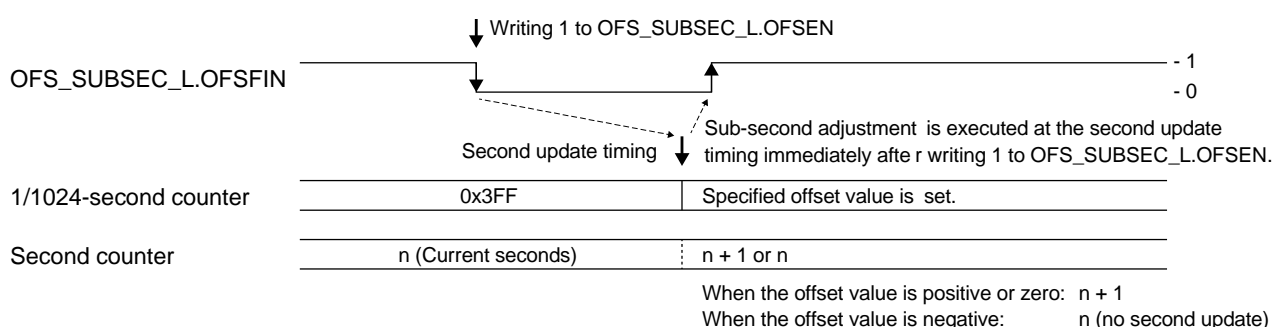 Writing 1 to OFS_SUBSEC_L.OFSEN
OFS_SUBSEC_L.OFSFIN
- 1
- 0
Sub-second adjustment is executed at the second update
Second update timing
timing immediately afte r writing 1 to OFS_SUBSEC_L.OFSEN.
1/1024-second counter
0x3FF
Specified offset value is set.
Second counter
n (Current seconds)
n + 1 or n
When the offset value is positive or zero: n + 1
When the offset value is negative: n (no second update)